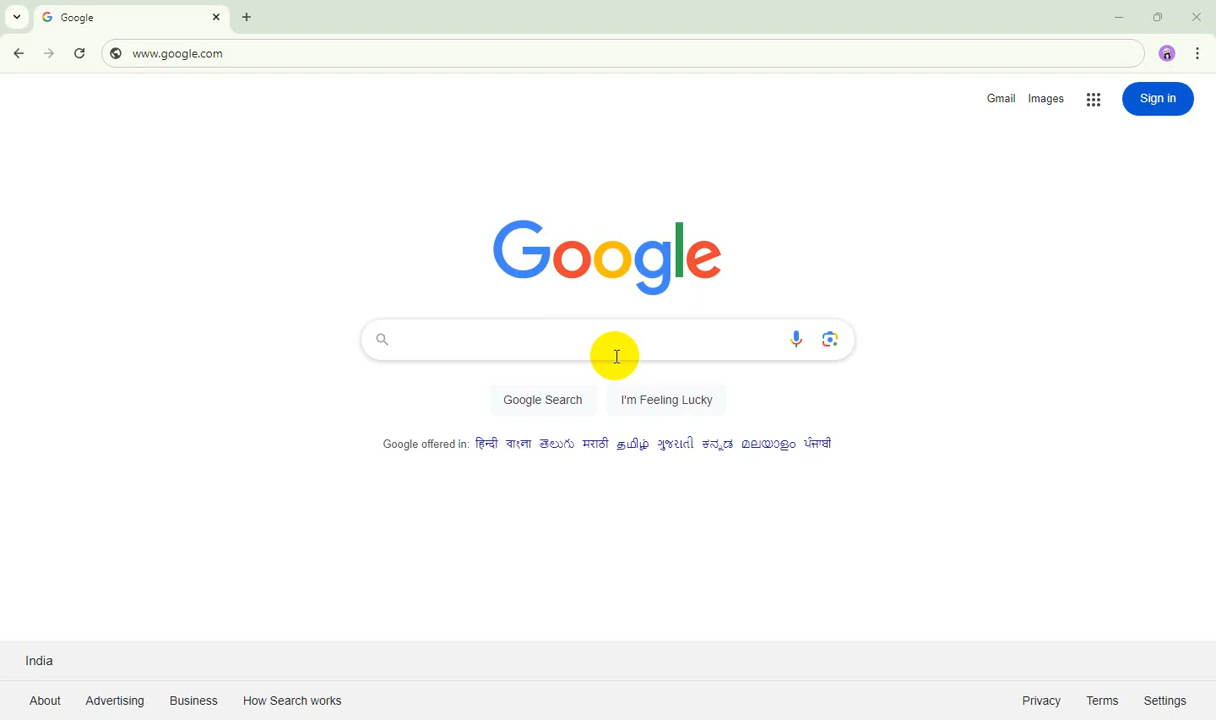 Google
www.google.com
Gmail Images Sign in
Google
Google Search I'm Feeling Lucky
Google offered in: हिन्दी বাংলা తెలుగు मराठी தமிழ் ગુજરાતી ಕನ್ನಡ മലയാളം ਪੰਜਾਬੀ
India
About Advertising Business How Search works Privacy Terms Settings